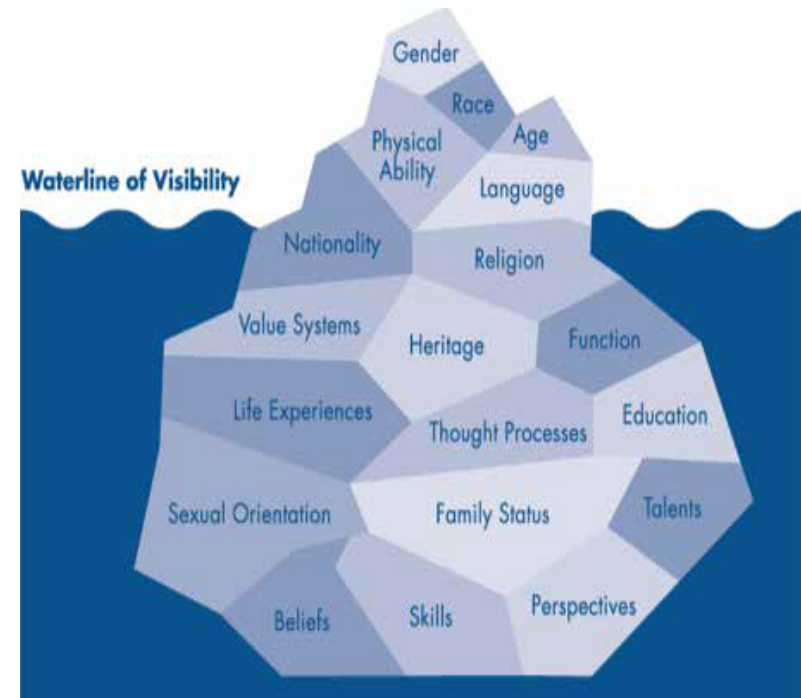 Gender
Race
Age
Physical
Ability
Waterline of Visibility
Language
Nationality
Religion
Value Systems
Heritage
Function
Life Experiences
Thought Processes
Education
Sexual Orientation
Family Status
Talents
Beliefs
Skills
Perspectives